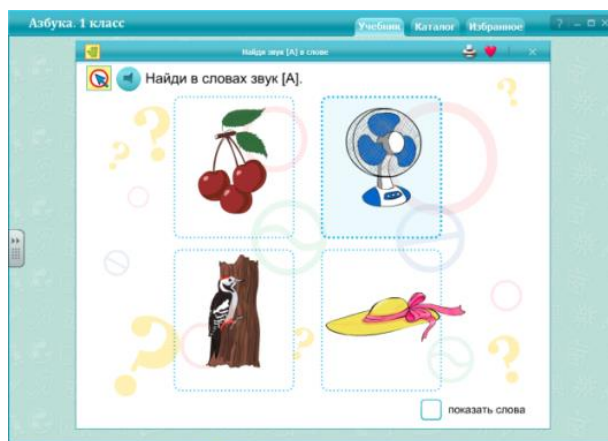 Азбука. 1 класс
Учебник Каталог Избранное
Найди звук [А] в слове
Найди в словах звук [А].
показать слова